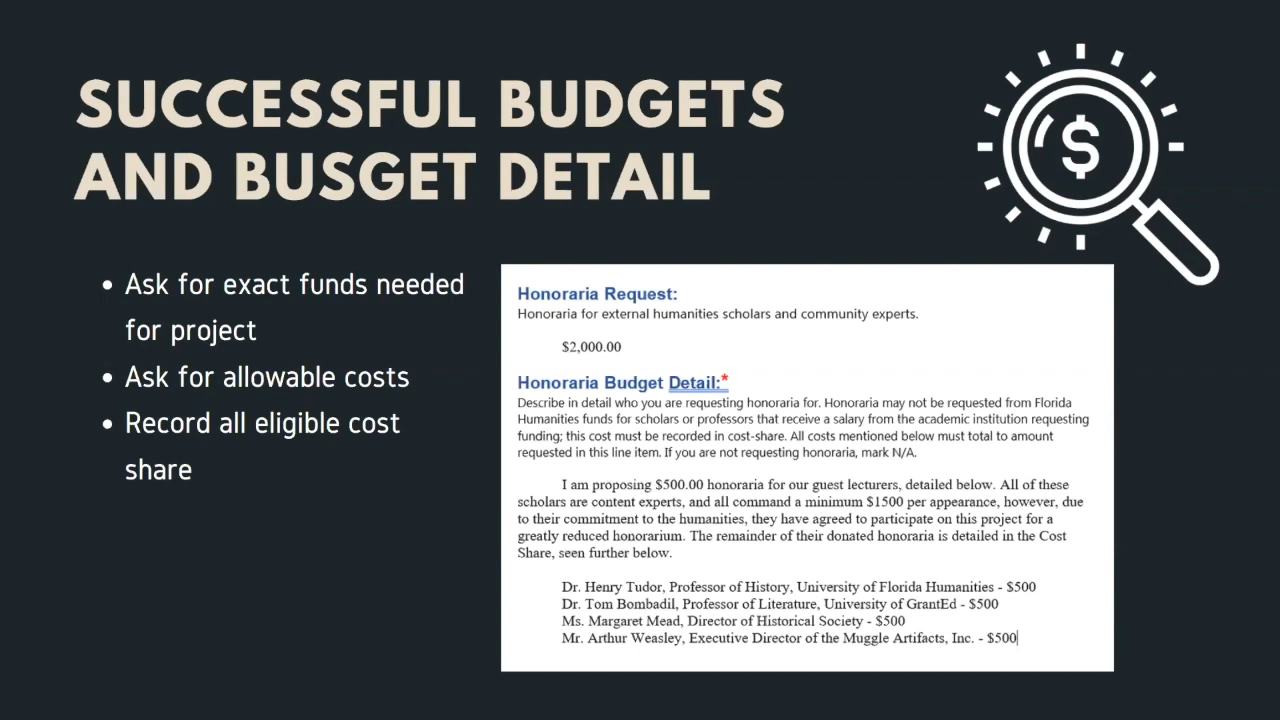 SUCCESSFUL BUDGETS
AND BUSGET DETAIL
$
• Ask for exact funds needed
for project
• Ask for allowable costs
• Record all eligible cost
share
Honoraria Request:
Honoraria for external humanities scholars and community experts.
$2,000.00
Honoraria Budget Detail:*
Describe in detail who you are requesting honoraria for. Honoraria may not be requested from Florida
Humanities funds for scholars or professors that receive a salary from the academic institution requesting
funding; this cost must be recorded in cost-share. All costs mentioned below must total to amount
requested in this line item. If you are not requesting honoraria, mark N/A.
I am proposing $500.00 honoraria for our guest lecturers, detailed below. All of these
scholars are content experts, and all command a minimum $1500 per appearance, however, due
to their commitment to the humanities, they have agreed to participate on this project for a
greatly reduced honorarium. The remainder of their donated honoraria is detailed in the Cost
Share, seen further below.
Dr. Henry Tudor, Professor of History, University of Florida Humanities - $500
Dr. Tom Bombadil, Professor of Literature, University of GrantEd - $500
Ms. Margaret Mead, Director of Historical Society - $500
Mr. Arthur Weasley, Executive Director of the Muggle Artifacts, Inc. - $500